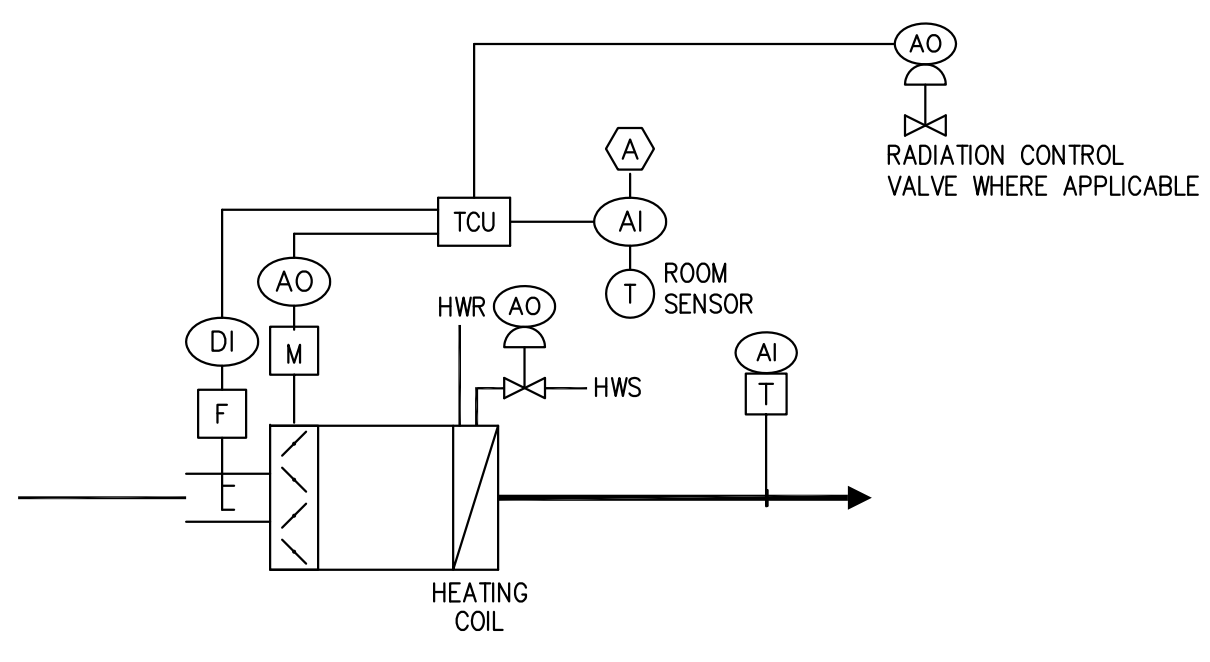 AO
RADIATION CONTROL
VALVE WHERE APPLICABLE
A
TCU
AI
AO
T
ROOM
SENSOR
HWR
AO
DI
M
AI
HWS
T
F
HEATING
COIL